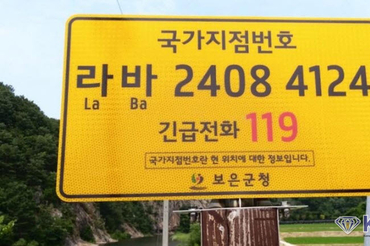 국가지점번호
라바 2408 4124
La Ba
긴급전화 119
국가지점번호란 현 위치에 대한 정보입니다.
보은군청